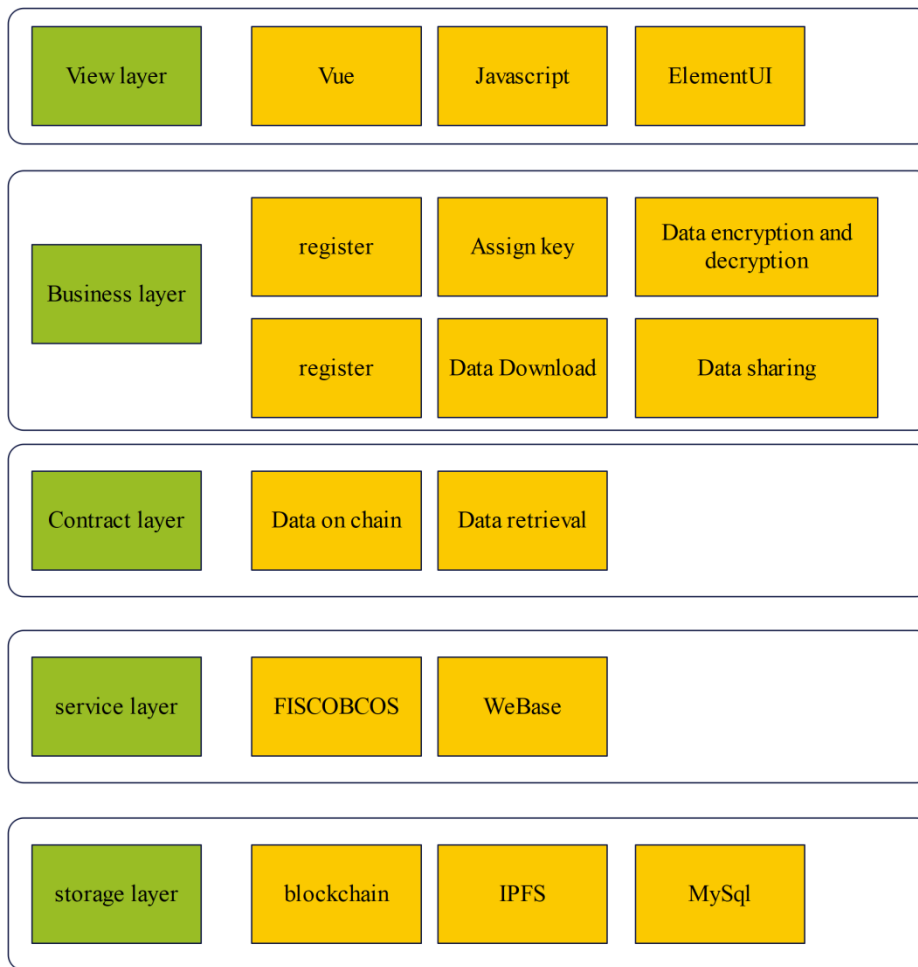 View layer
Vue
Javascript
ElementUI
Business layer
register
Assign key
Data encryption and
decryption
register
Data Download
Data sharing
Contract layer
Data on chain
Data retrieval
service layer
FISCOBCOS
WeBase
storage layer
blockchain
IPFS
MySql